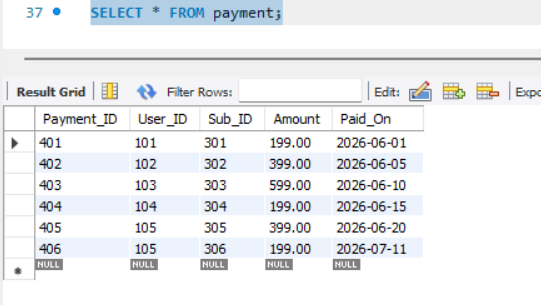 37 SELECT * FROM payment;
Result Grid Filter Rows: Edit: Expo
Payment_ID User_ID Sub_ID Amount Paid_On
401 101 301 199.00 2026-06-01
402 102 302 399.00 2026-06-05
403 103 303 599.00 2026-06-10
404 104 304 199.00 2026-06-15
405 105 305 399.00 2026-06-20
406 105 306 199.00 2026-07-11
NULL NULL NULL NULL NULL